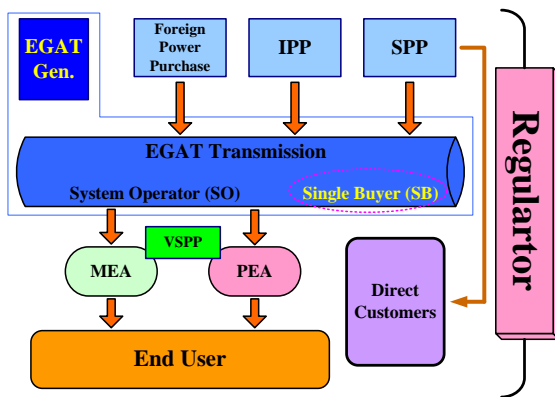 EGAT
Gen.
Foreign
Power
Purchase
IPP
SPP
EGAT Transmission
System Operator (SO)
Single Buyer (SB)
VSPP
MEA
PEA
Direct
Customers
End User
Regulartor